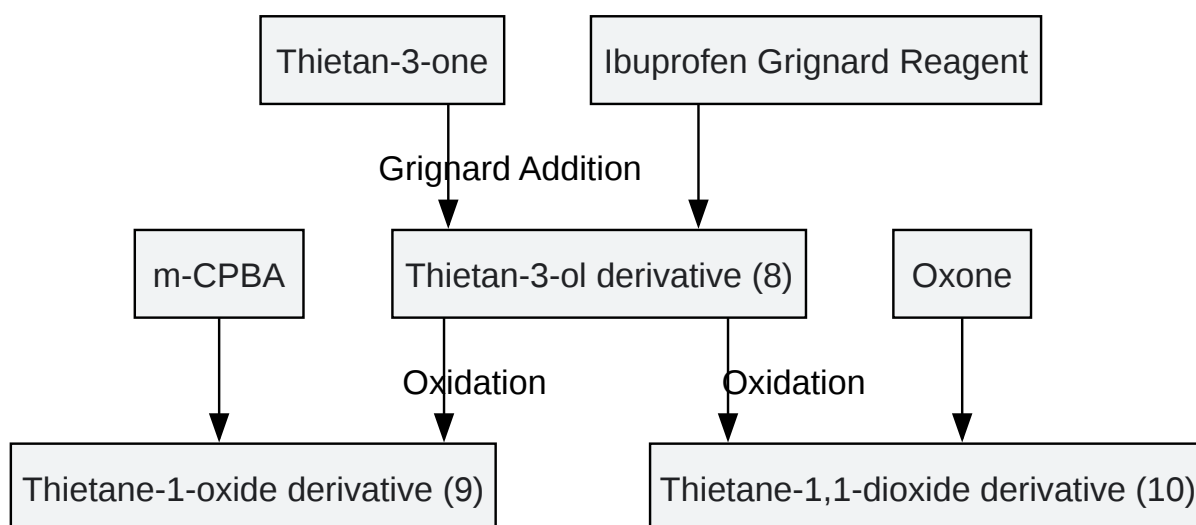 Thietan-3-one
Ibuprofen Grignard Reagent
Grignard Addition
m-CPBA
Thietan-3-ol derivative (8)
Oxone
Oxidation
Oxidation
Thietane-1-oxide derivative (9)
Thietane-1,1-dioxide derivative (10)